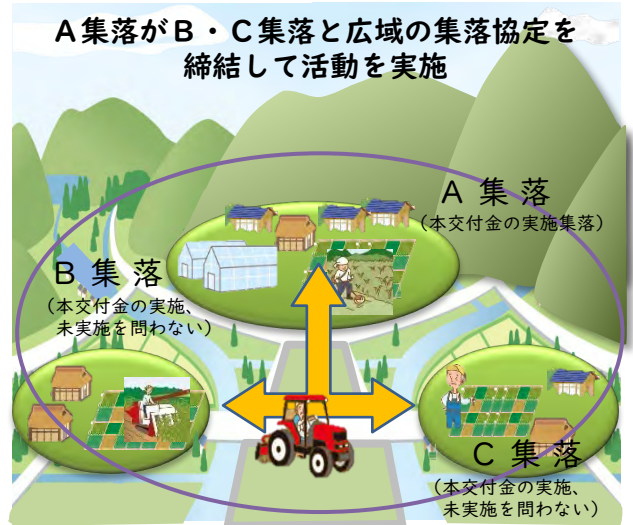 A集落がB・C集落と広域の集落協定を
締結して活動を実施
A 集 落
（本交付金の実施集落）
B 集 落
（本交付金の実施、
未実施を問わない）
C 集 落
（本交付金の実施、
未実施を問わない）